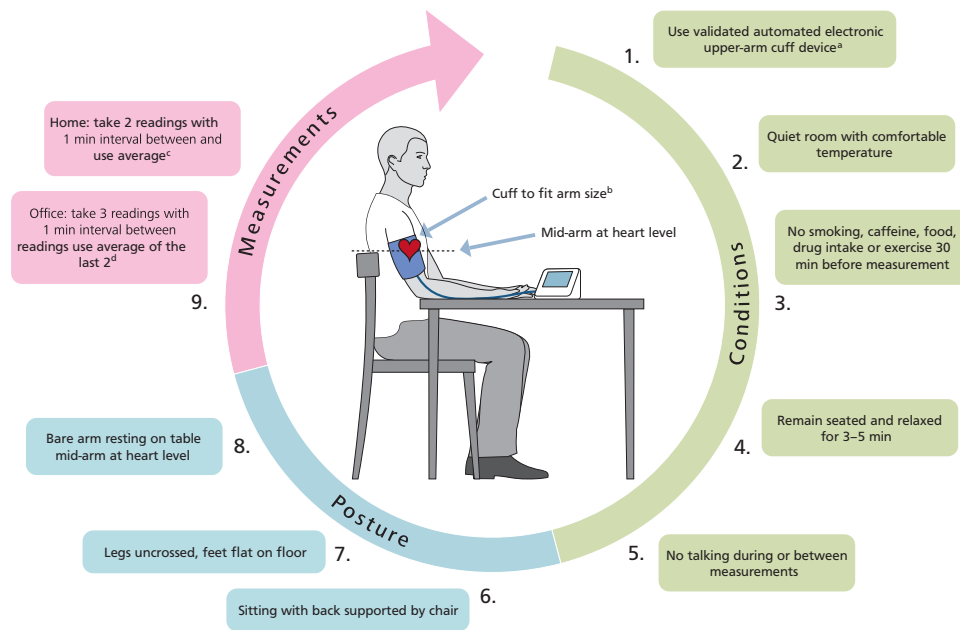 1.
Use validated automated electronic
upper-arm cuff deviceᵃ
2.
Quiet room with comfortable
temperature
3.
No smoking, caffeine, food,
drug intake or exercise 30
min before measurement
4.
Remain seated and relaxed
for 3–5 min
5.
No talking during or between
measurements
Conditions
6.
Sitting with back supported by chair
7.
Legs uncrossed, feet flat on floor
8.
Bare arm resting on table
mid-arm at heart level
Posture
9.
Home: take 2 readings with
1 min interval between and
use averageᶜ
Office: take 3 readings with
1 min interval between
readings use average of the
last 2ᵈ
Measurements
Cuff to fit arm sizeᵇ
Mid-arm at heart level